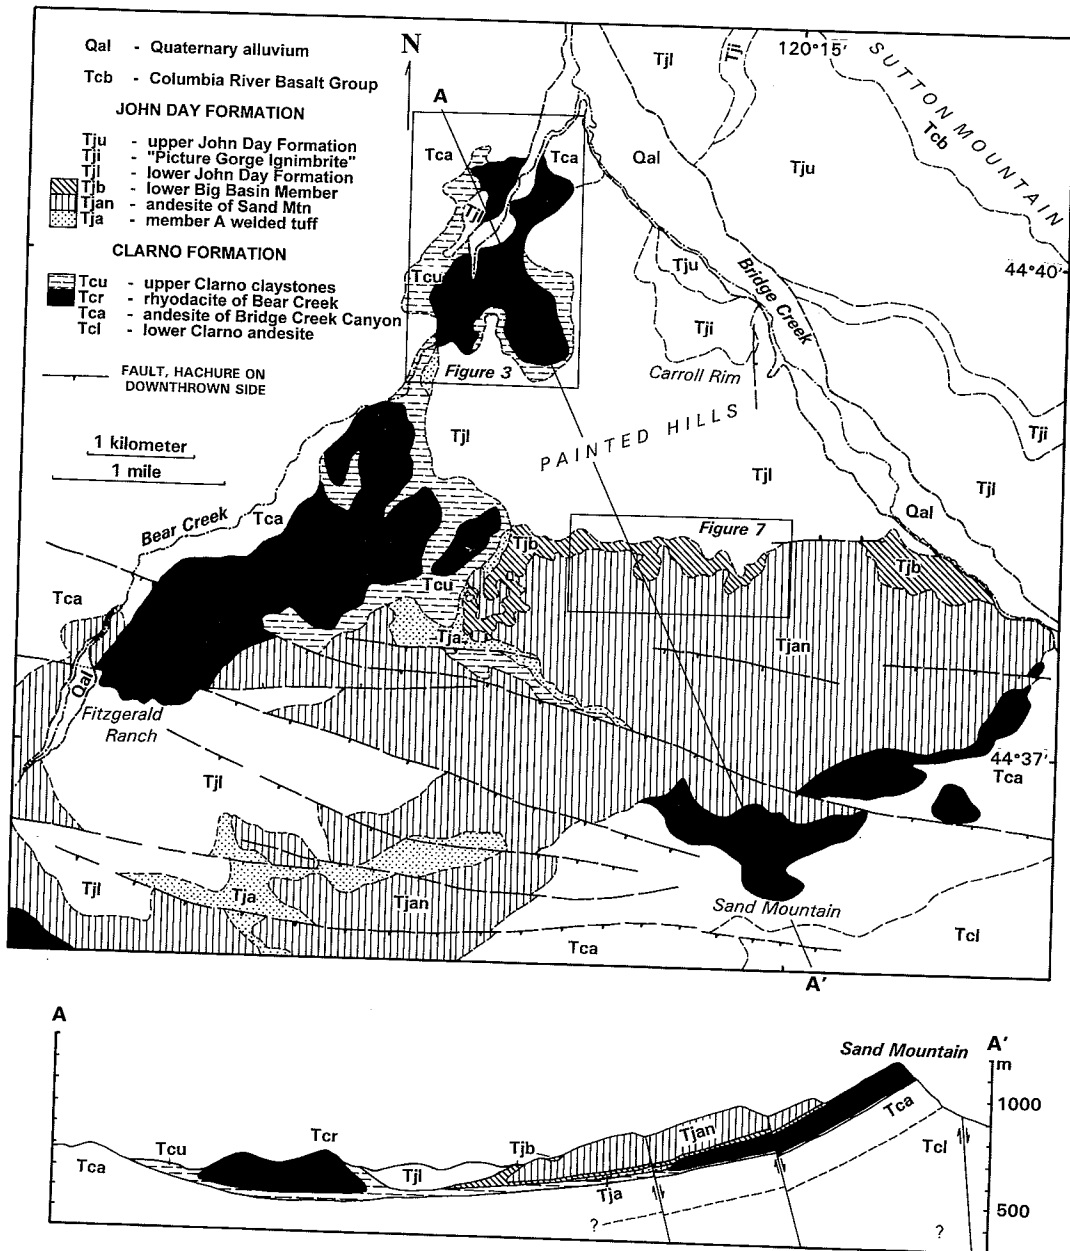 Qal - Quaternary alluvium
Tcb - Columbia River Basalt Group
JOHN DAY FORMATION
Tju - upper John Day Formation
Tji - "Picture Gorge Ignimbrite"
Tjl - lower John Day Formation
Tjb - lower Big Basin Member
Tjan - andesite of Sand Mtn
Tja - member A welded tuff
CLARNO FORMATION
Tcu - upper Clarno claystones
Tcr - rhyodacite of Bear Creek
Tca - andesite of Bridge Creek Canyon
Tcl - lower Clarno andesite
FAULT, HACHURE ON
DOWNTHROWN SIDE
1 kilometer
1 mile
N
A
120°15'
SUTTON MOUNTAIN
Tjl
Tji
Tcb
Tca
Tca
Qal
Tju
Tji
Tcu
Tju
Bridge Creek
44°40'
Tji
Figure 3
Carroll Rim
PAINTED HILLS
Tjl
Tji
Tjl
Tjl
Bear Creek
Tca
Qal
Figure 7
Tjb
Tjb
Tca
Tcu
Tja
Tjan
Qal
Fitzgerald
Ranch
44°37'
Tca
Tjl
Tjl
Tja
Tjan
Sand Mountain
Tcl
Tca
A'
A
Sand Mountain
A'
m
1000
500
Tca
Tcu
Tcr
Tjl
Tjb
Tja
Tjan
Tca
Tcl
?
?